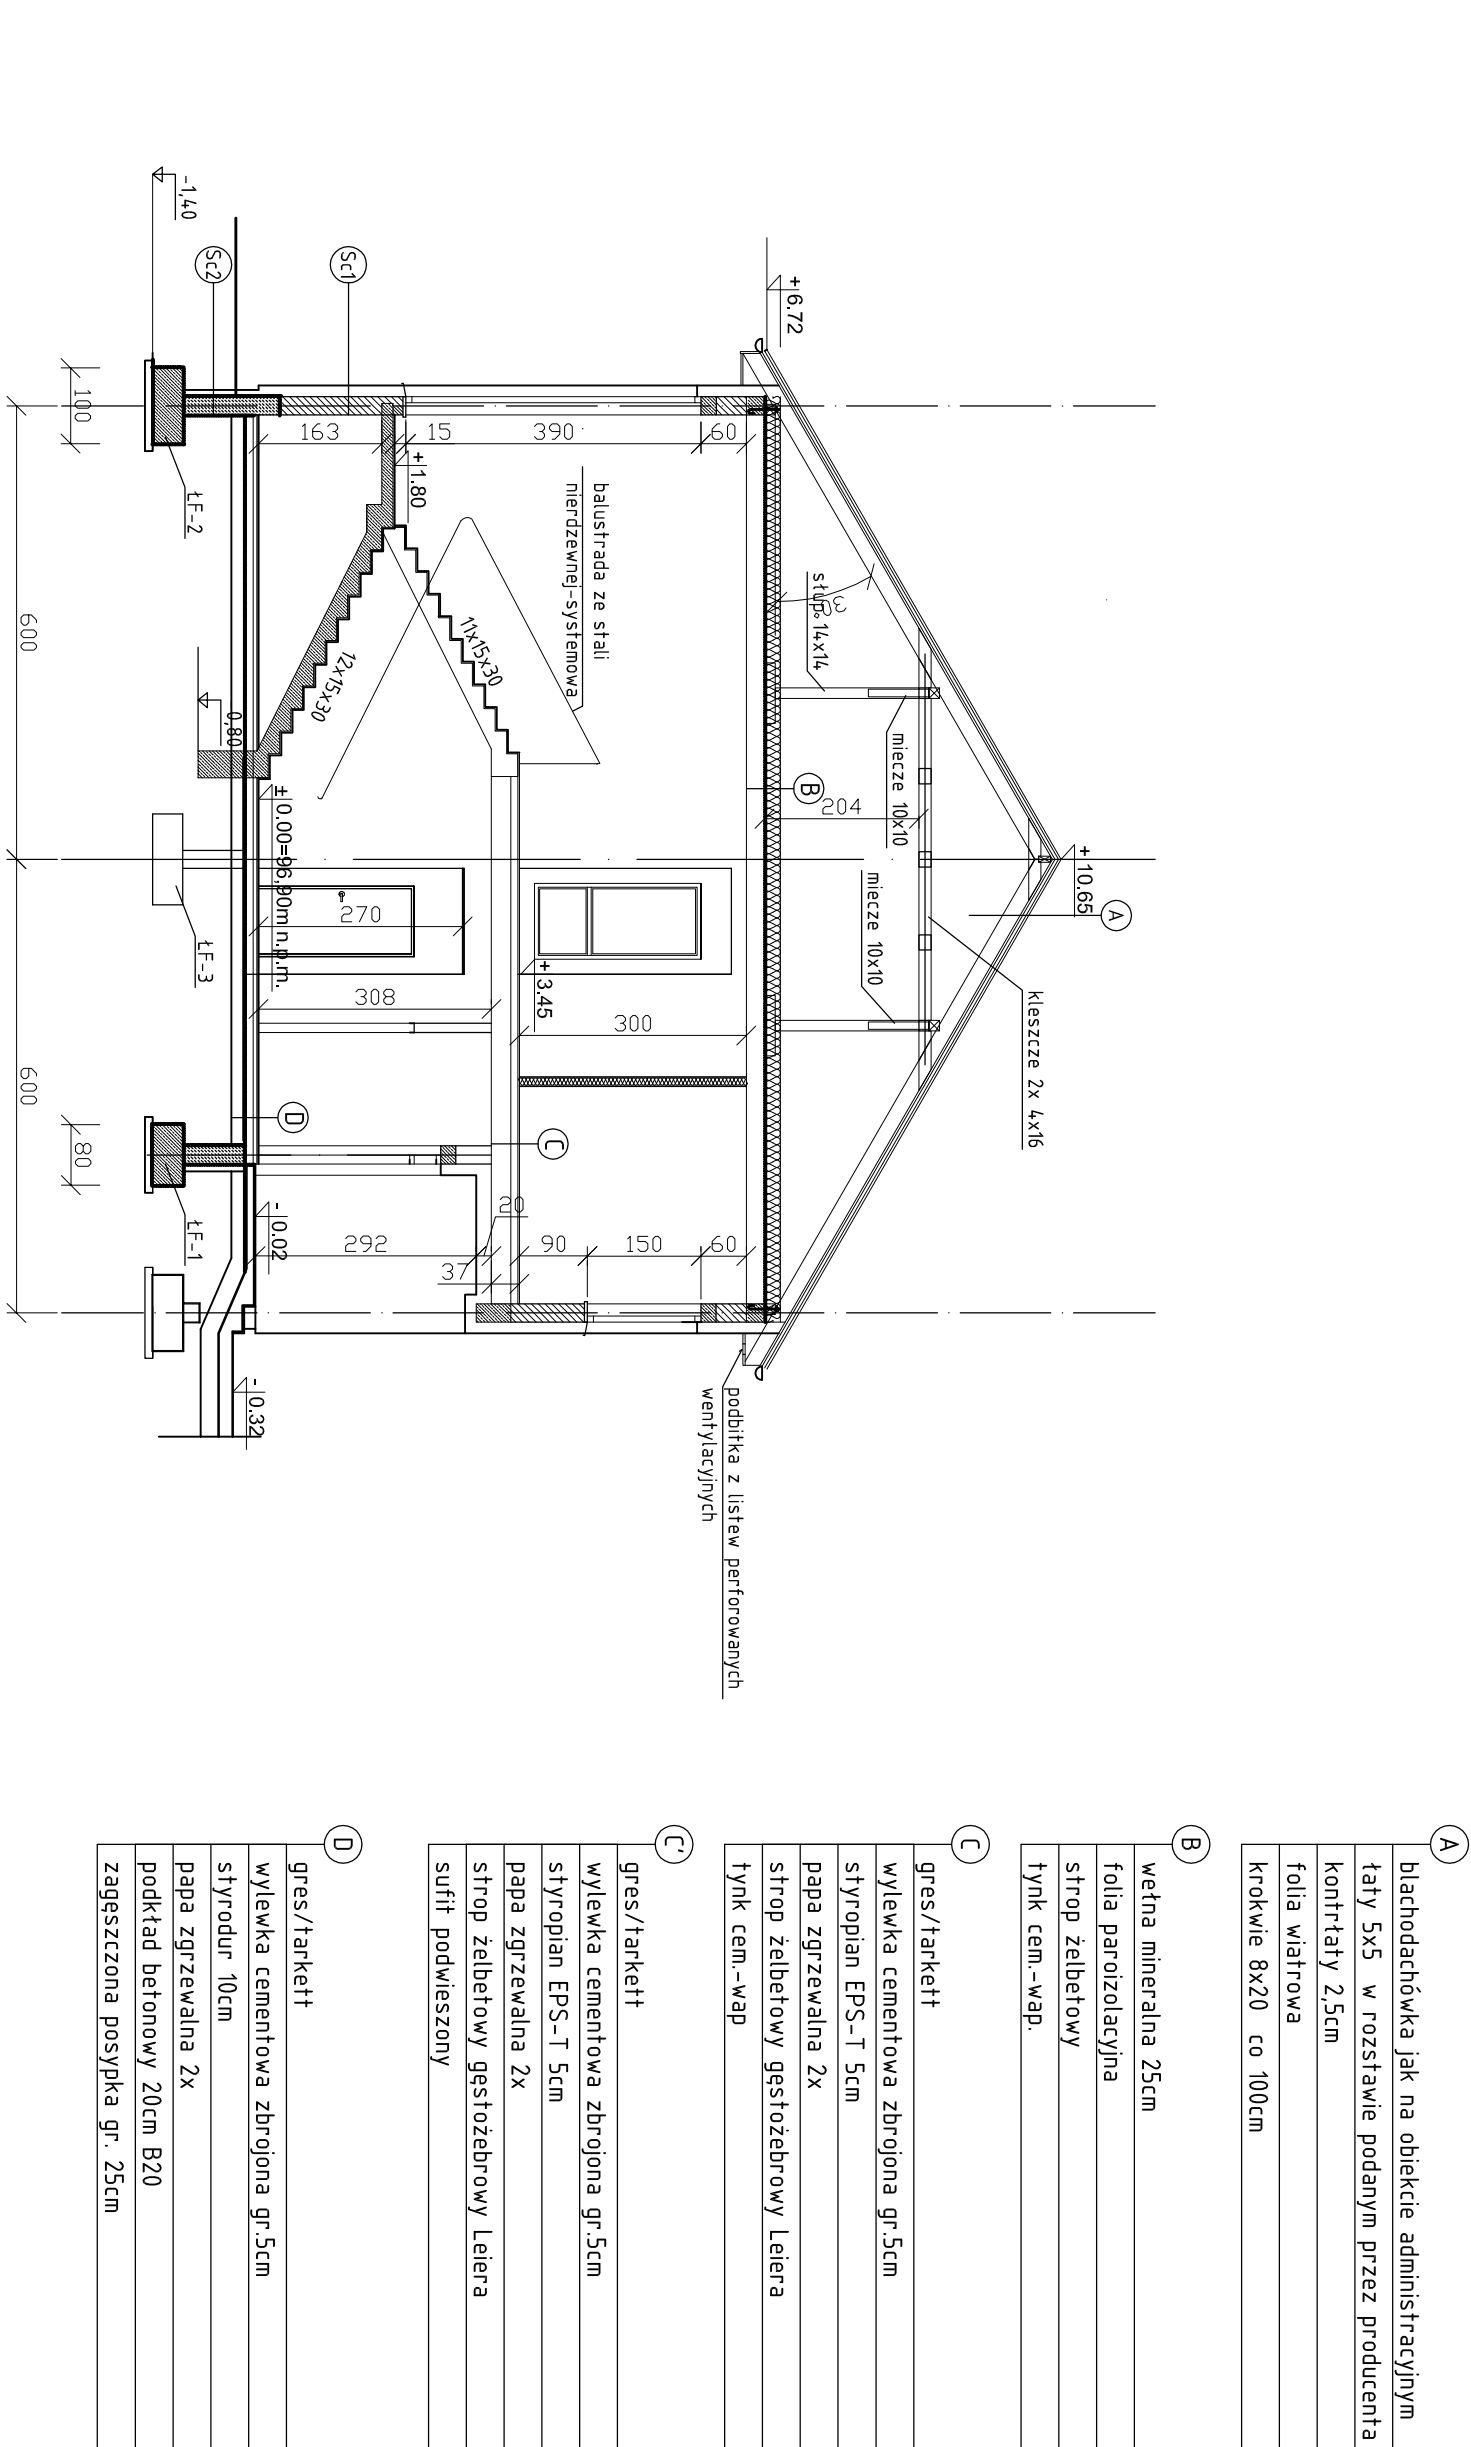 + 10.65
A
kleszcze 2x 4x16
miecze 10x10
miecze 10x10
204
słup 14x14
30°
+6.72
B
podbitka z listew perforowanych
wentylacyjnych
60
390
15
163
+ 1.80
balustrada ze stali
nierdzewnej-systemowa
11x15x30
12x15x30
+ 3.45
300
60
150
90
20
37
292
C
308
270
±0.00=96,90m n.p.m.
0,80
D
- 0.02
- 0.32
Sc1
Sc2
-1,40
ŁF-2
ŁF-3
ŁF-1
100
80
600
600
A
blachodachówka jak na obiekcie administracyjnym
łaty 5x5 w rozstawie podanym przez producenta
kontrłaty 2,5cm
folia wiatrowa
krokwie 8x20 co 100cm
B
wełna mineralna 25cm
folia paroizolacyjna
strop żelbetowy
tynk cem.-wap.
C
gres/tarkett
wylewka cementowa zbrojona gr.5cm
styropian EPS-T 5cm
papa zgrzewalna 2x
strop żelbetowy gęstożebrowy Leiera
tynk cem.-wap
C'
gres/tarkett
wylewka cementowa zbrojona gr.5cm
styropian EPS-T 5cm
papa zgrzewalna 2x
strop żelbetowy gęstożebrowy Leiera
sufit podwieszony
D
gres/tarkett
wylewka cementowa zbrojona gr.5cm
styrodur 10cm
papa zgrzewalna 2x
podkład betonowy 20cm B20
zagęszczona posypka gr. 25cm